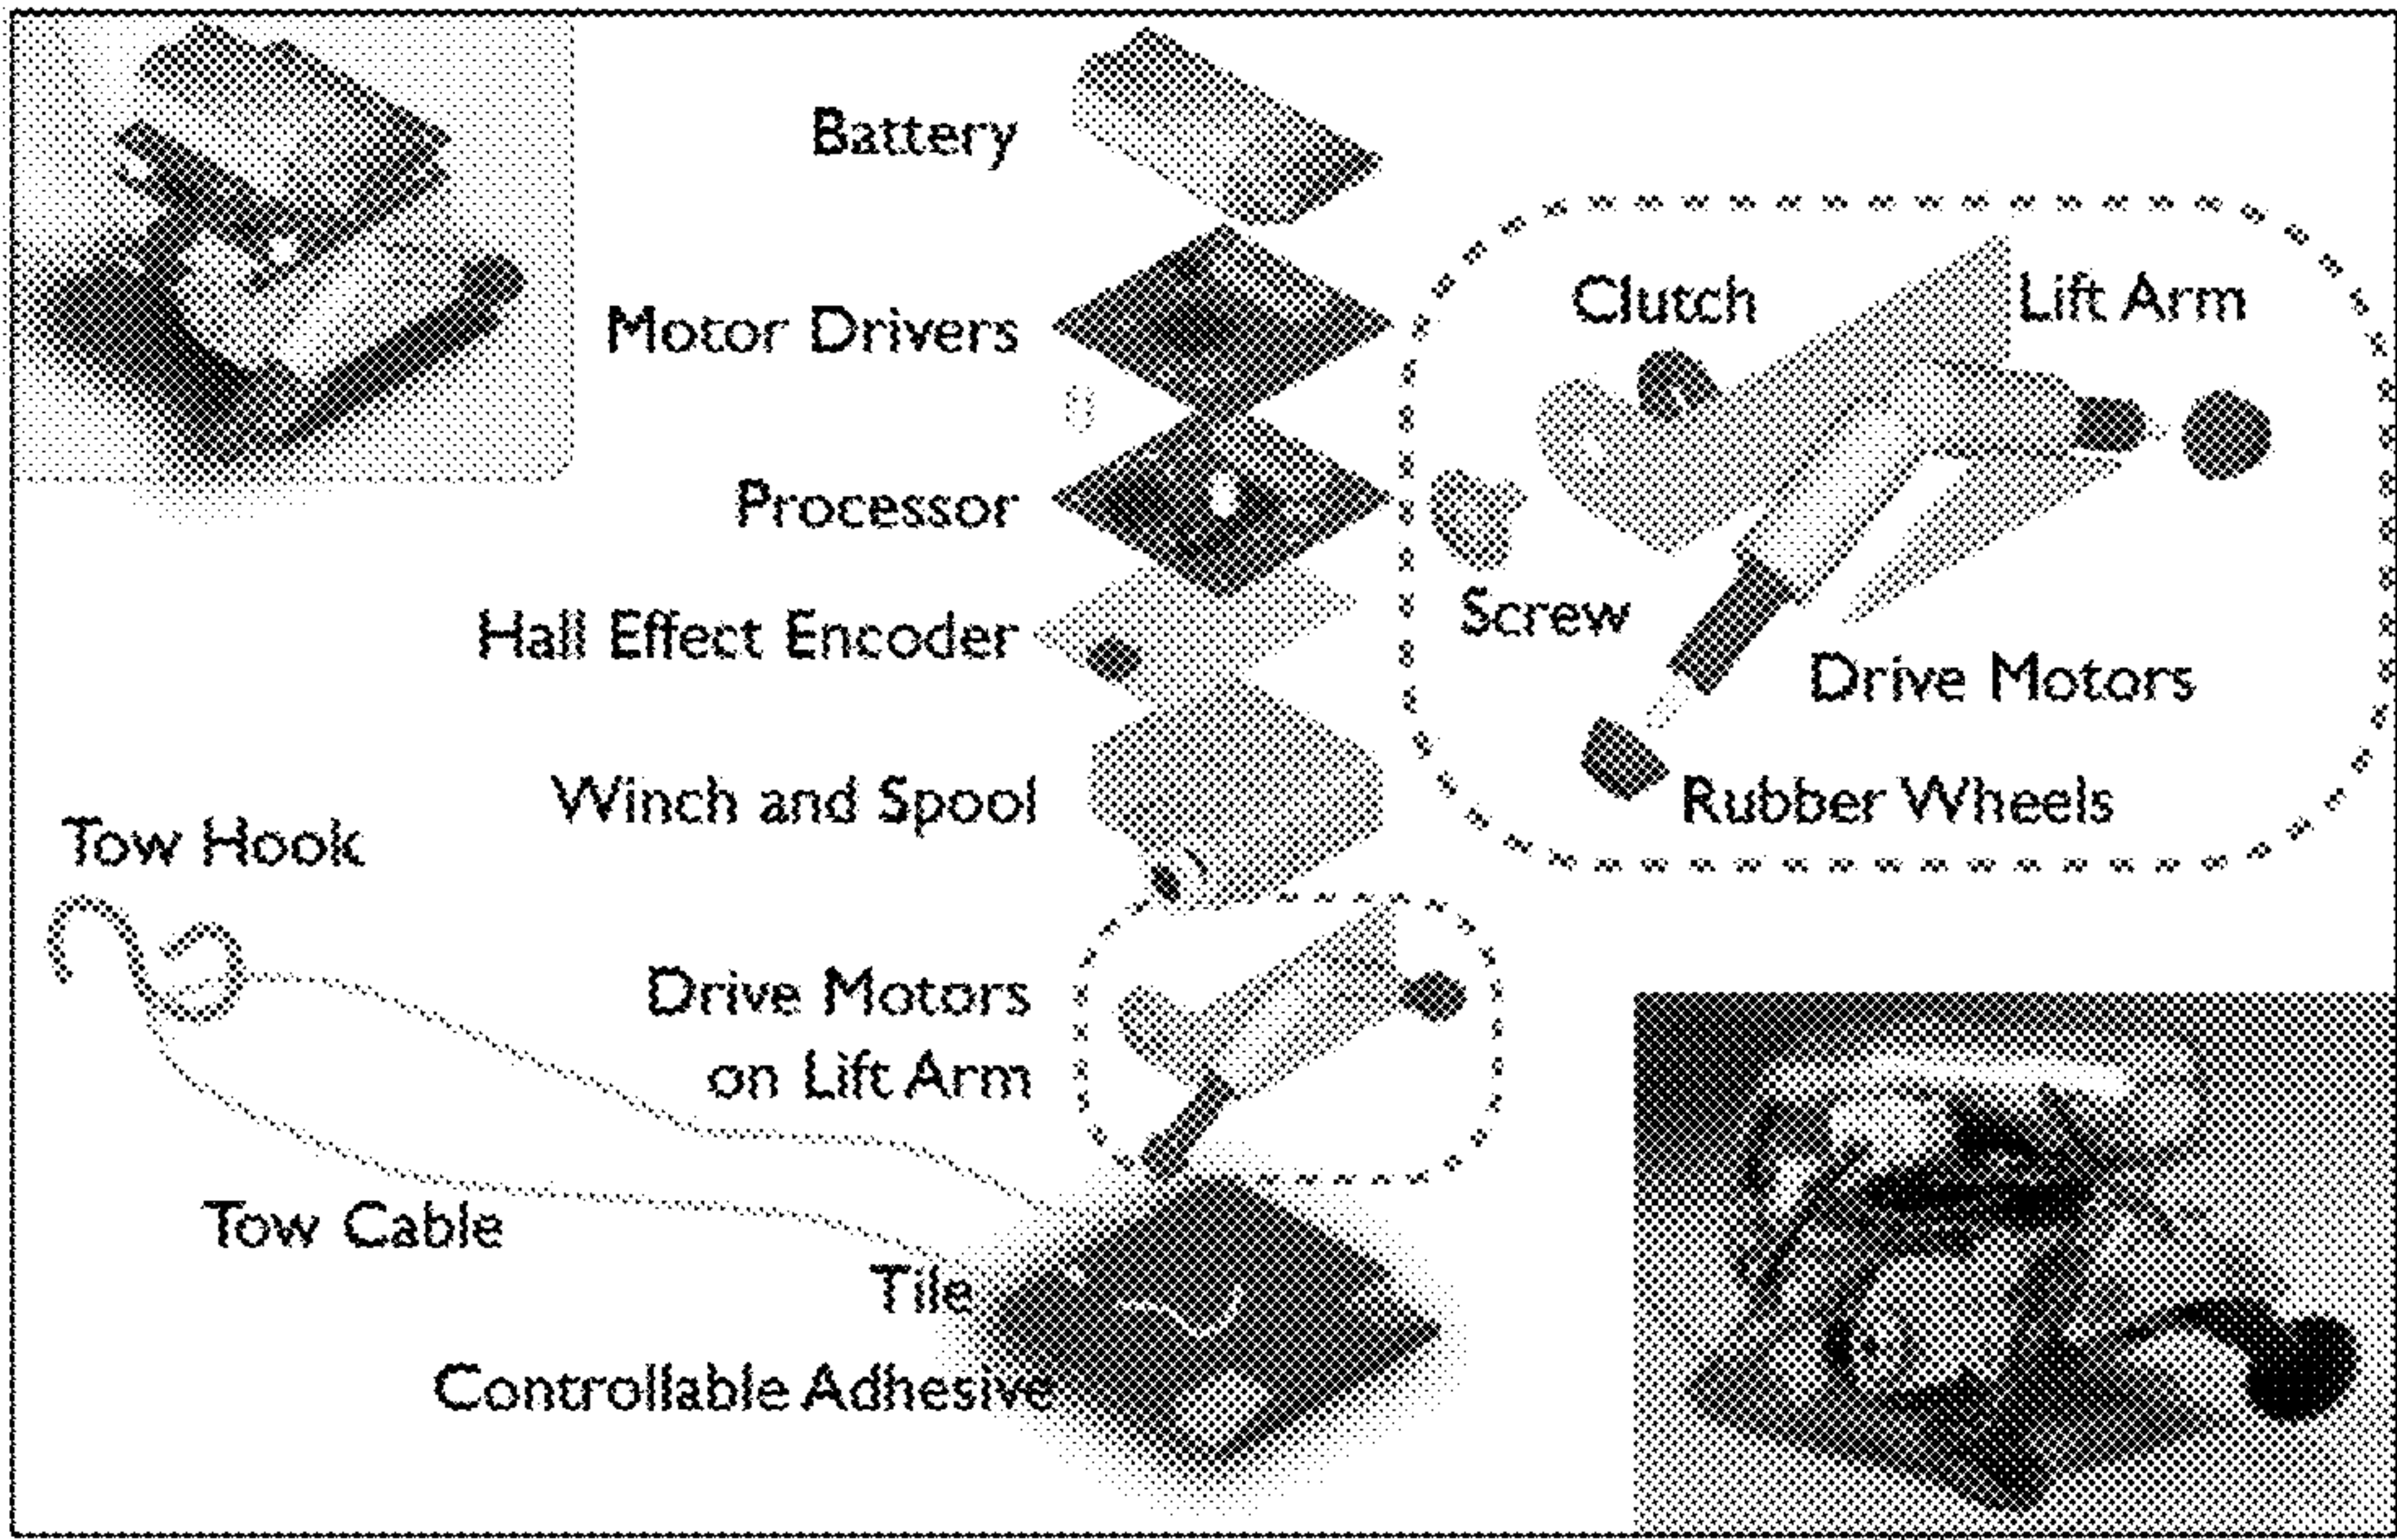 Battery
Motor Drivers
Processor
Hall Effect Encoder
Winch and Spool
Drive Motors
on Lift Arm
Tow Hook
Tow Cable
Tile
Controllable Adhesive
Clutch
Lift Arm
Screw
Drive Motors
Rubber Wheels